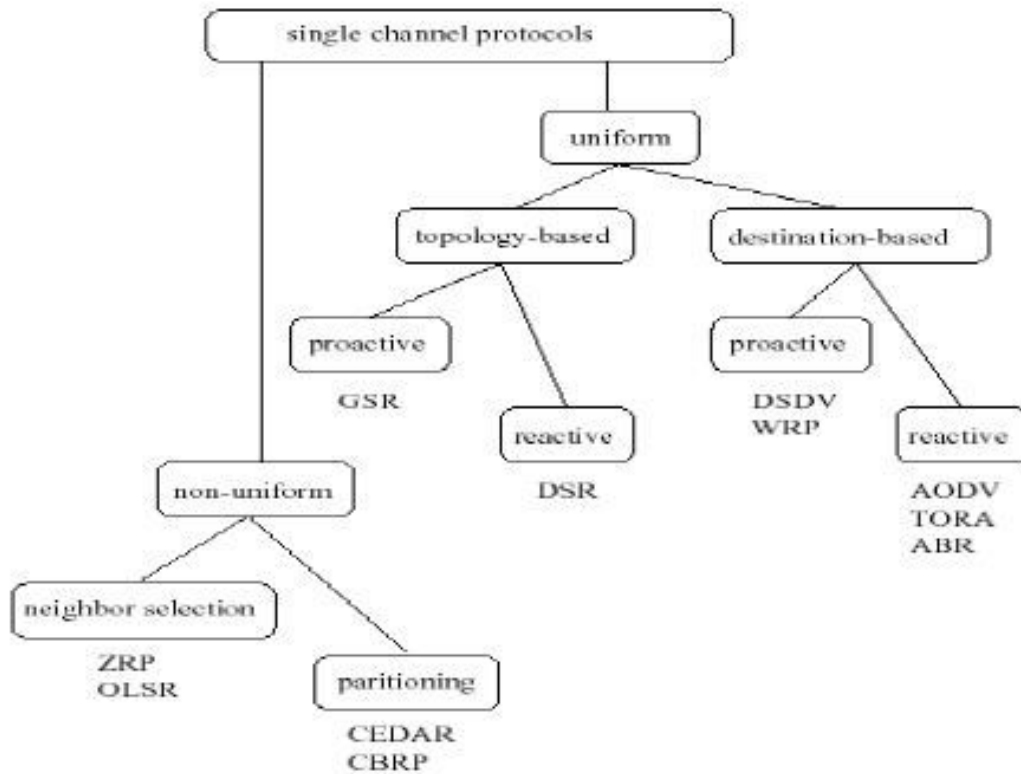 single channel protocols
uniform
topology-based
destination-based
proactive
GSR
reactive
DSR
proactive
DSDV
WRP
reactive
AODV
TORA
ABR
non-uniform
neighbor selection
ZRP
OLSR
paritioning
CEDAR
CBRP